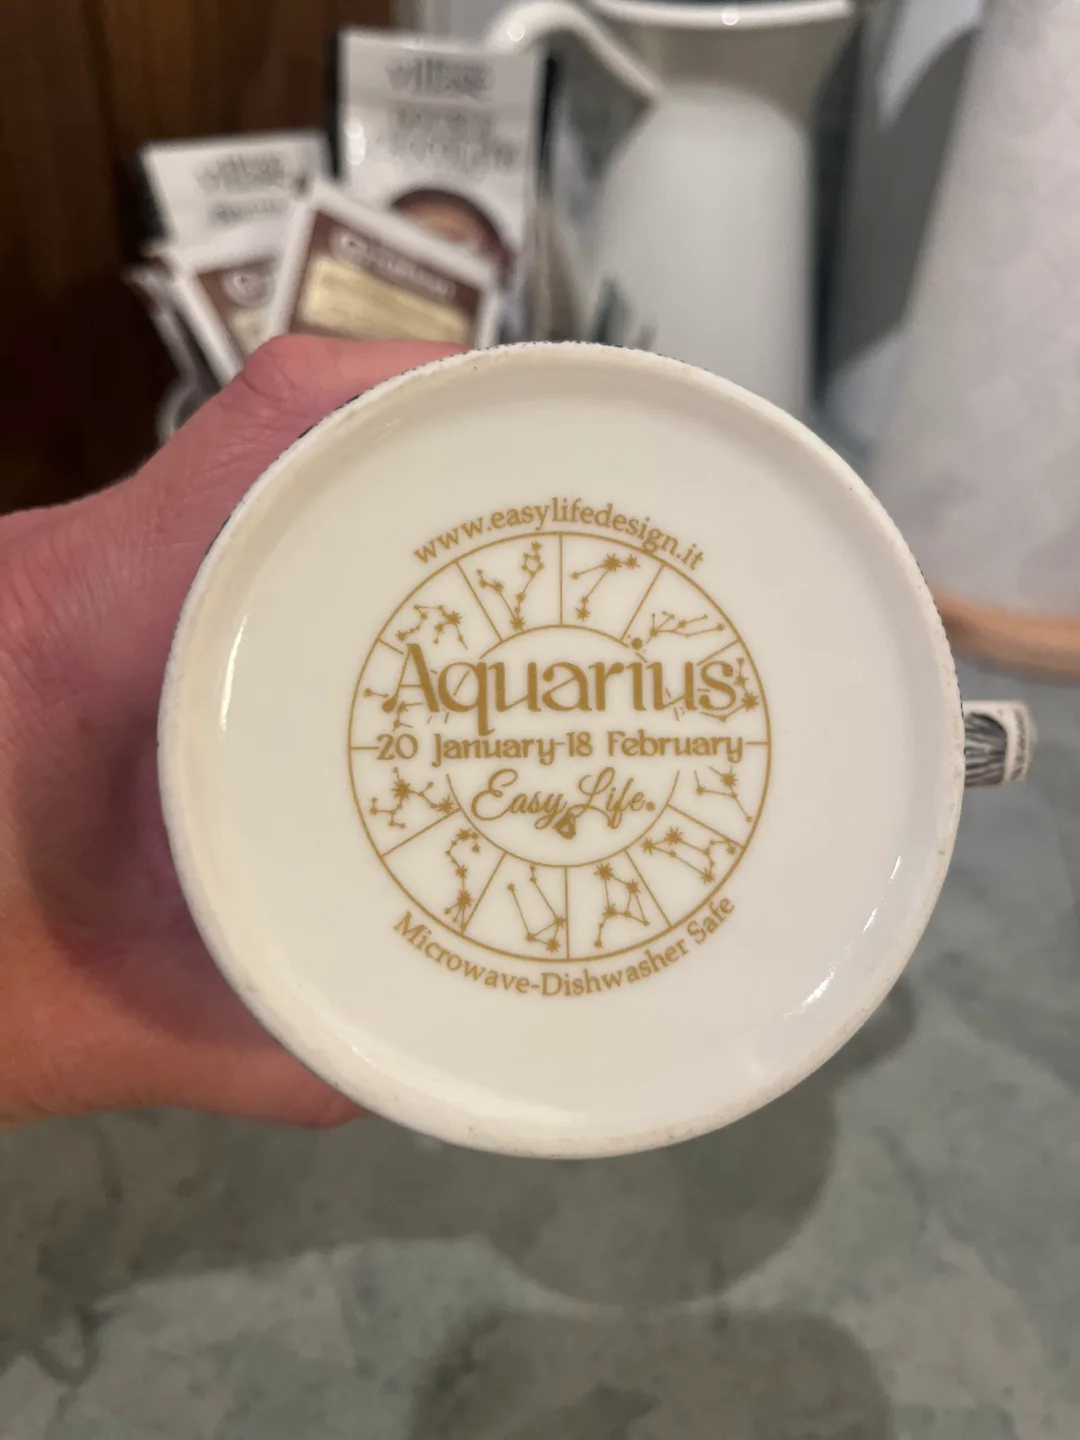 www.easylifedesign.it
Aquarius
20 January-18 February
Easy Life
Microwave-Dishwasher Safe